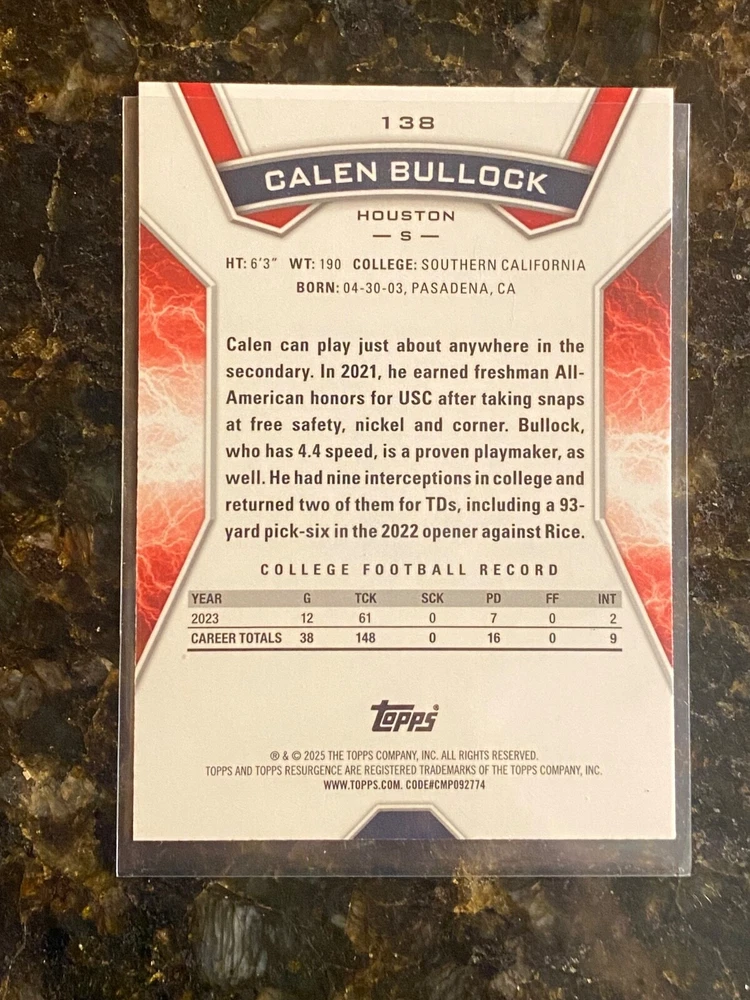 138
CALEN BULLOCK
HOUSTON
— S —
HT: 6'3" WT: 190 COLLEGE: SOUTHERN CALIFORNIA
BORN: 04-30-03, PASADENA, CA
Calen can play just about anywhere in the
secondary. In 2021, he earned freshman All-
American honors for USC after taking snaps
at free safety, nickel and corner. Bullock,
who has 4.4 speed, is a proven playmaker, as
well. He had nine interceptions in college and
returned two of them for TDs, including a 93-
yard pick-six in the 2022 opener against Rice.
COLLEGE FOOTBALL RECORD
YEAR G TCK SCK PD FF INT
2023 12 61 0 7 0 2
CAREER TOTALS 38 148 0 16 0 9
topps®
® & © 2025 THE TOPPS COMPANY, INC. ALL RIGHTS RESERVED.
TOPPS AND TOPPS RESURGENCE ARE REGISTERED TRADEMARKS OF THE TOPPS COMPANY, INC.
WWW.TOPPS.COM. CODE#CMP092774